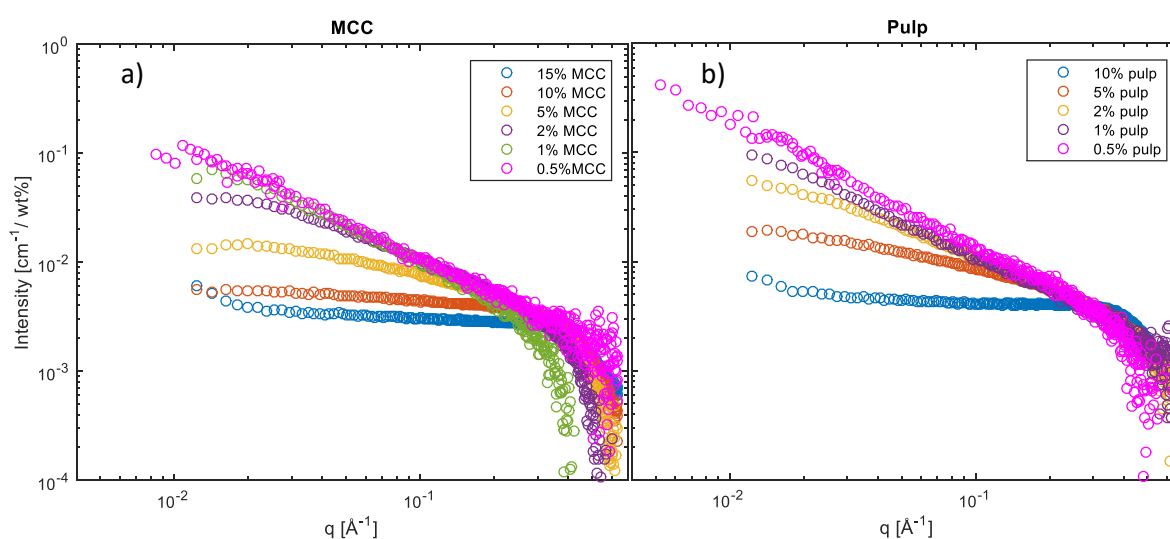 MCC
Pulp
a)
b)
15% MCC
10% MCC
5% MCC
2% MCC
1% MCC
0.5%MCC
10% pulp
5% pulp
2% pulp
1% pulp
0.5% pulp
Intensity [cm⁻¹/ wt%]
10⁰
10⁻¹
10⁻²
10⁻³
10⁻⁴
10⁻²
10⁻¹
10⁻²
10⁻¹
q [Å⁻¹]
q [Å⁻¹]